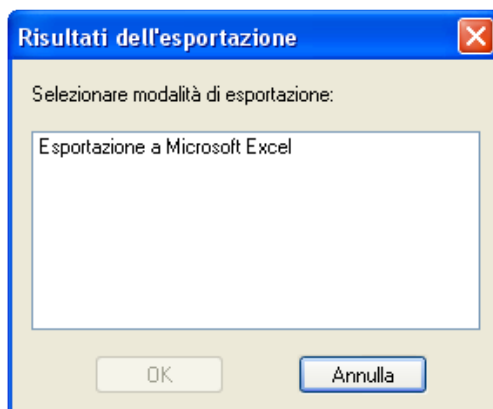 Risultati dell'esportazione
Selezionare modalità di esportazione:
Esportazione a Microsoft Excel
OK
Annulla